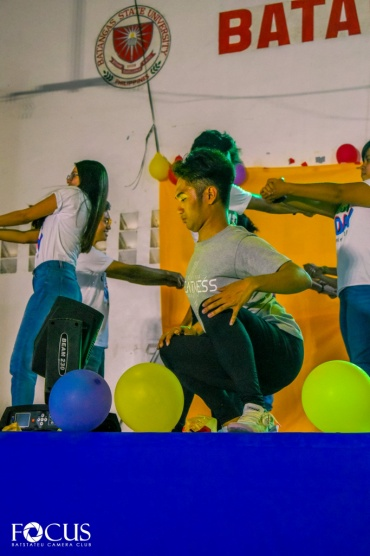 BATANGAS STATE UNIVERSITY
BATA
NESS
BEAM 230
FOCUS
BATSTATEU CAMERA CLUB